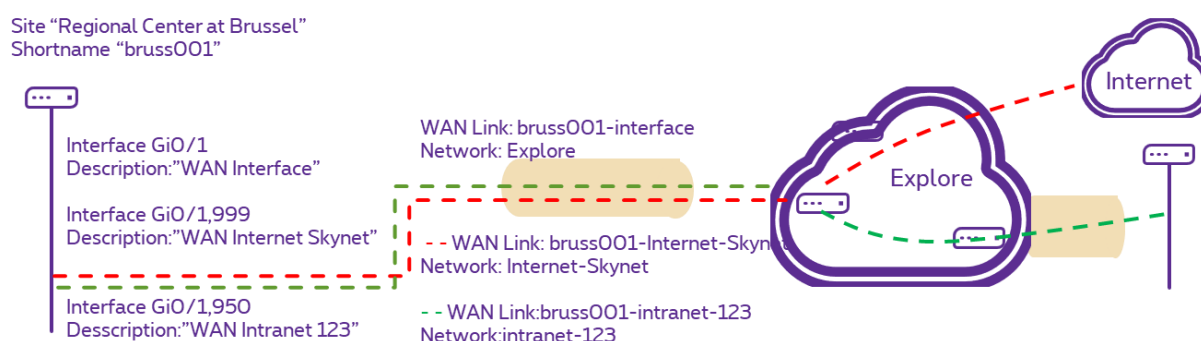 Site “Regional Center at Brussel”
Shortname “bruss001”
Interface Gi0/1
Description:”WAN Interface”
Interface Gi0/1,999
Description:”WAN Internet Skynet”
Interface Gi0/1,950
Desscription:”WAN Intranet 123”
WAN Link: bruss001-interface
Network: Explore
WAN Link: bruss001-Internet-Skynet
Network: Internet-Skynet
WAN Link:bruss001-intranet-123
Network:intranet-123
Explore
Internet